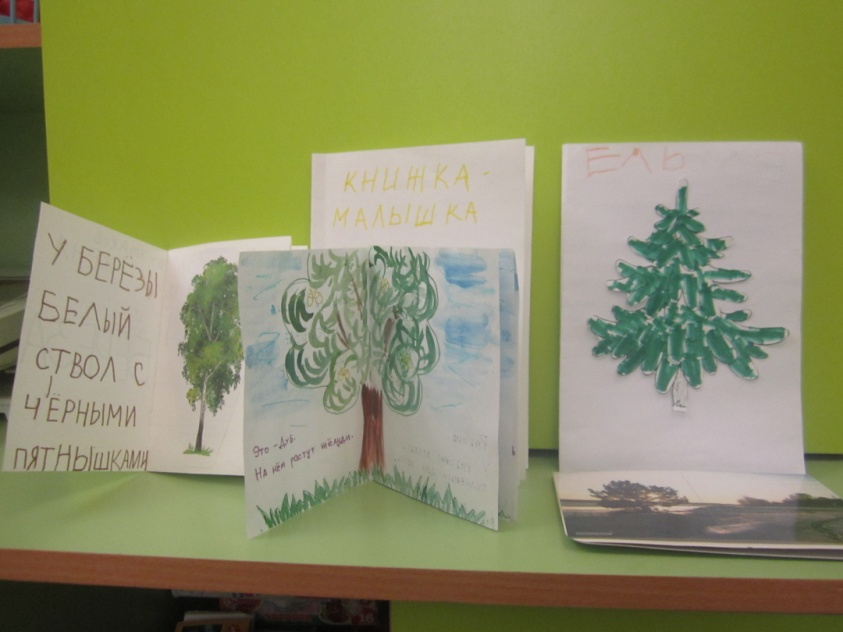 У БЕРЁЗЫ
БЕЛЫЙ
СТВОЛ С
ЧЁРНЫМИ
ПЯТНЫШКАМИ
КНИЖКА-
МАЛЫШКА
Это - дуб.
На нём растут жёлуди.
ЕЛЬ